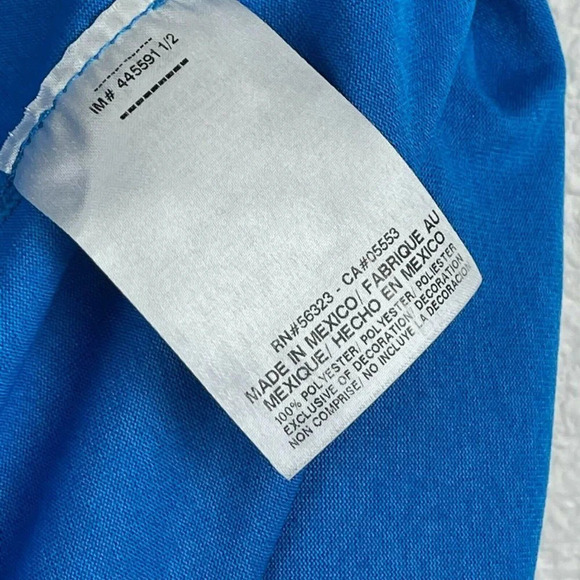 IM# 445591 1/2
RN#56323 - CA#05553
MADE IN MEXICO/ FABRIQUE AU
MEXIQUE/ HECHO EN MEXICO
100% POLYESTER/ POLYESTER/ POLIESTER
EXCLUSIVE OF DECORATION/ DECORATION
NON COMPRISE/ NO INCLUYE LA DECORACION